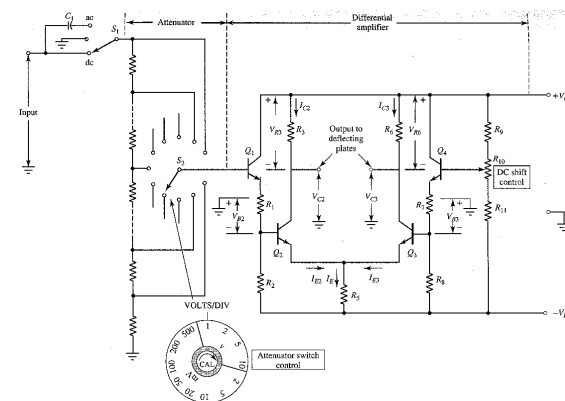 C1
ac
S1
Attenuator
Differential
amplifier
dc
Input
+
IC2
IC3
+
VR3
R3
Output to
deflecting
plates
R6
VR6
Q1
−
−
Q4
R9
R10
S2
DC shift
control
R1
VC2
VC3
R7
R11
+
VB2
−
+
VB3
−
Q2
Q3
R2
IE2
IE
IE3
R5
R8
VOLTS/DIV
500 1 2 5 10 2 5 10 20 50 100 200
V
mV
CAL
Attenuator switch
control